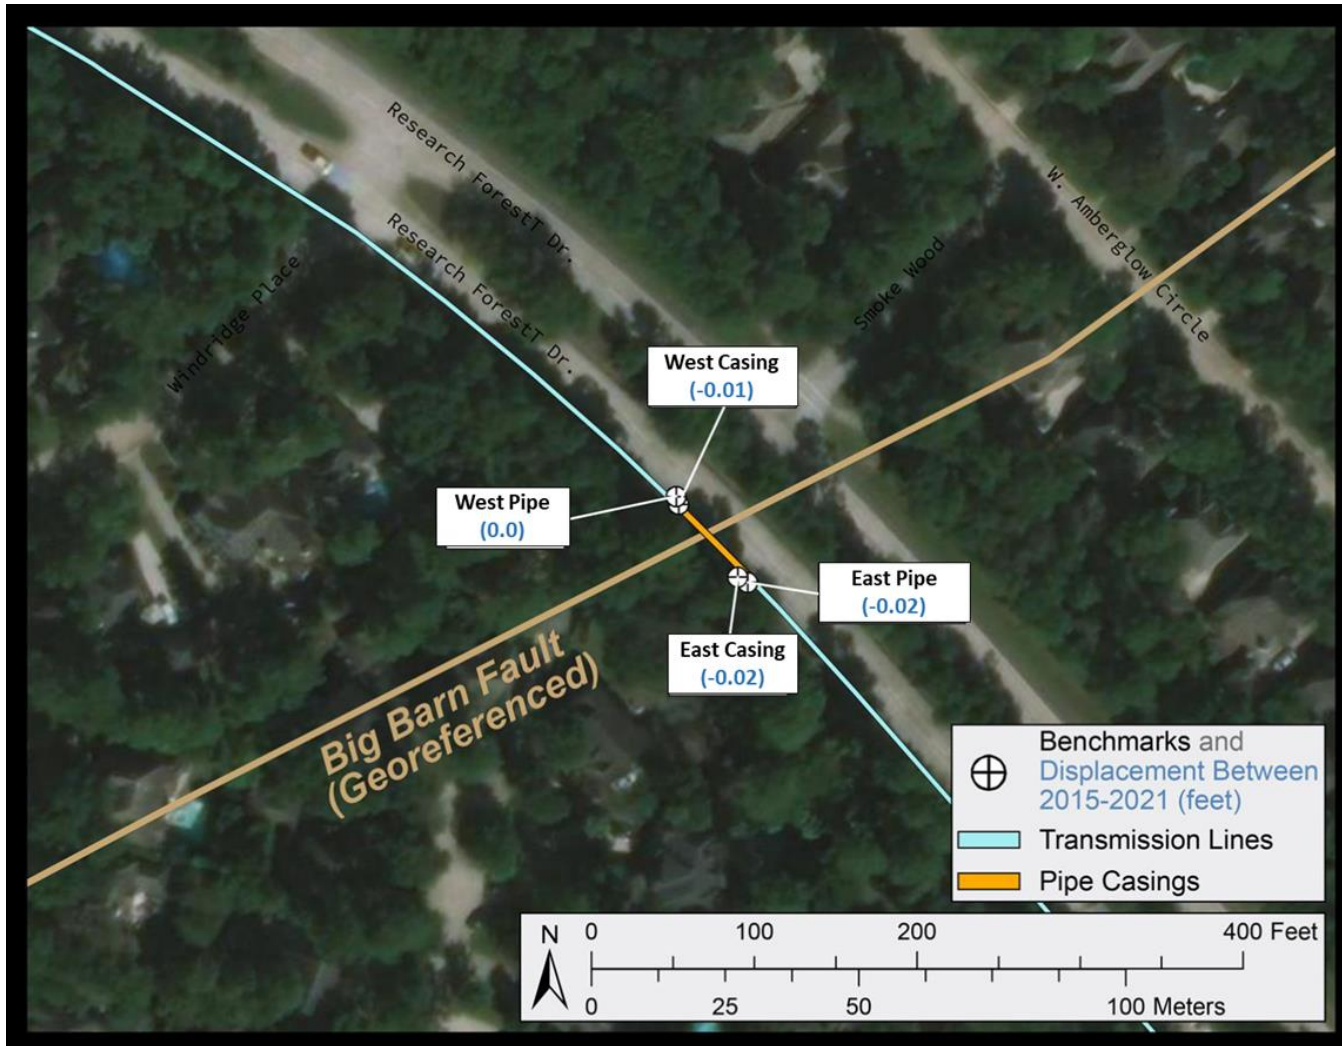 Research ForestT Dr.
W. Amberglow Circle
Research ForestT Dr.
Smoke Wood
Windridge Place
West Casing
(-0.01)
West Pipe
(0.0)
East Pipe
(-0.02)
East Casing
(-0.02)
Big Barn Fault
(Georeferenced)
Benchmarks and
Displacement Between
2015-2021 (feet)
Transmission Lines
Pipe Casings
N
0 100 200 400 Feet
0 25 50 100 Meters